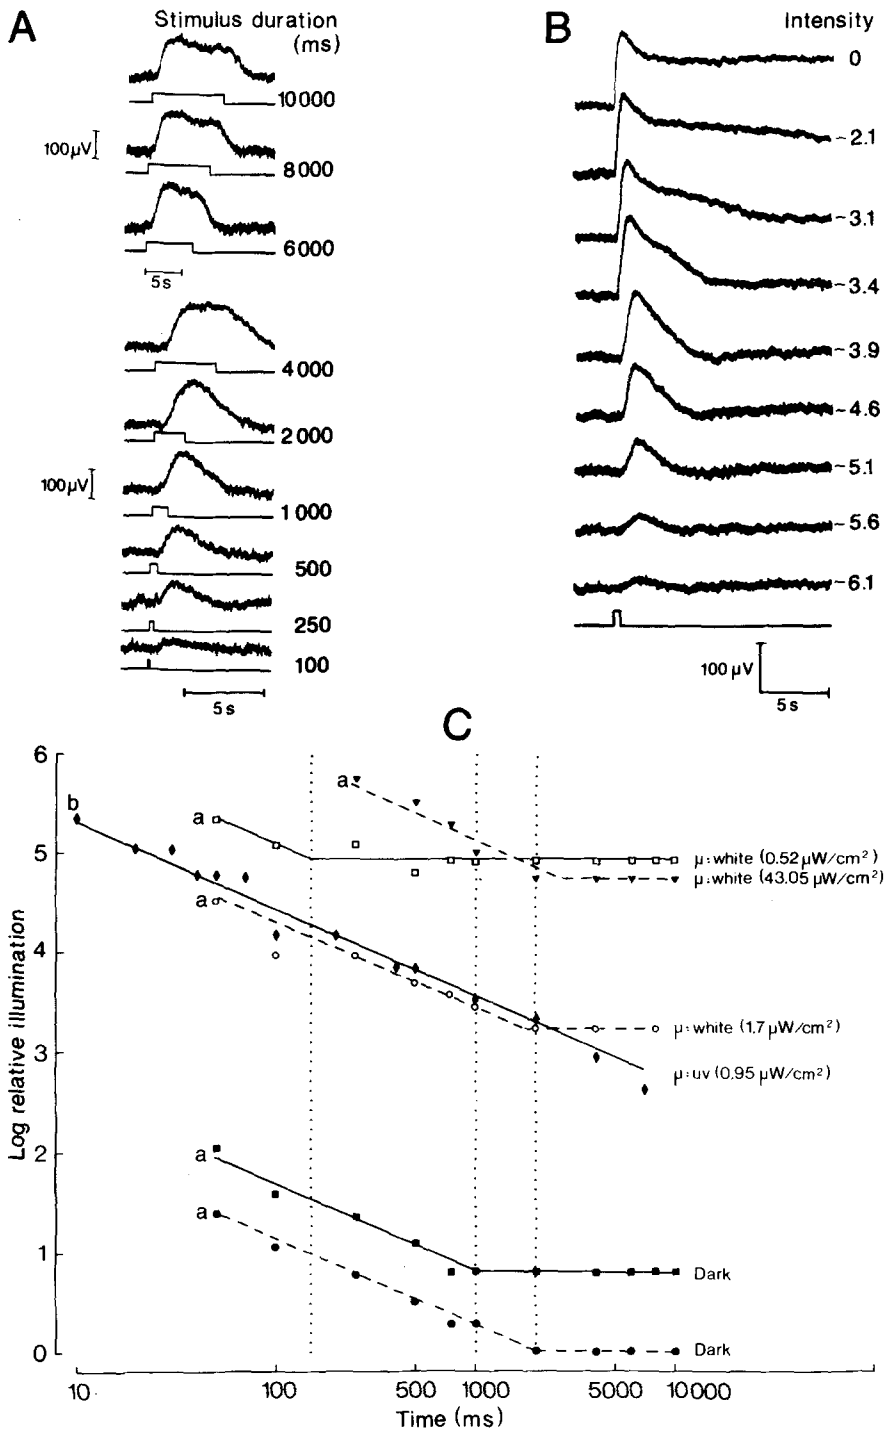 A
Stimulus duration
(ms)
10000
100µV
8000
6000
5s
4000
2000
100µV
1000
500
250
100
5s
B
Intensity
0
~2.1
~3.1
~3.4
~3.9
~4.6
~5.1
~5.6
~6.1
100 µV
5s
C
6
5
4
3
2
1
0
Log relative illumination
b
a
a
a
a
a
µ:white (0.52 µW/cm²)
µ:white (43.05 µW/cm²)
µ:white (1.7 µW/cm²)
µ:uv (0.95 µW/cm²)
Dark
Dark
10
100
500
1000
5000
10000
Time (ms)